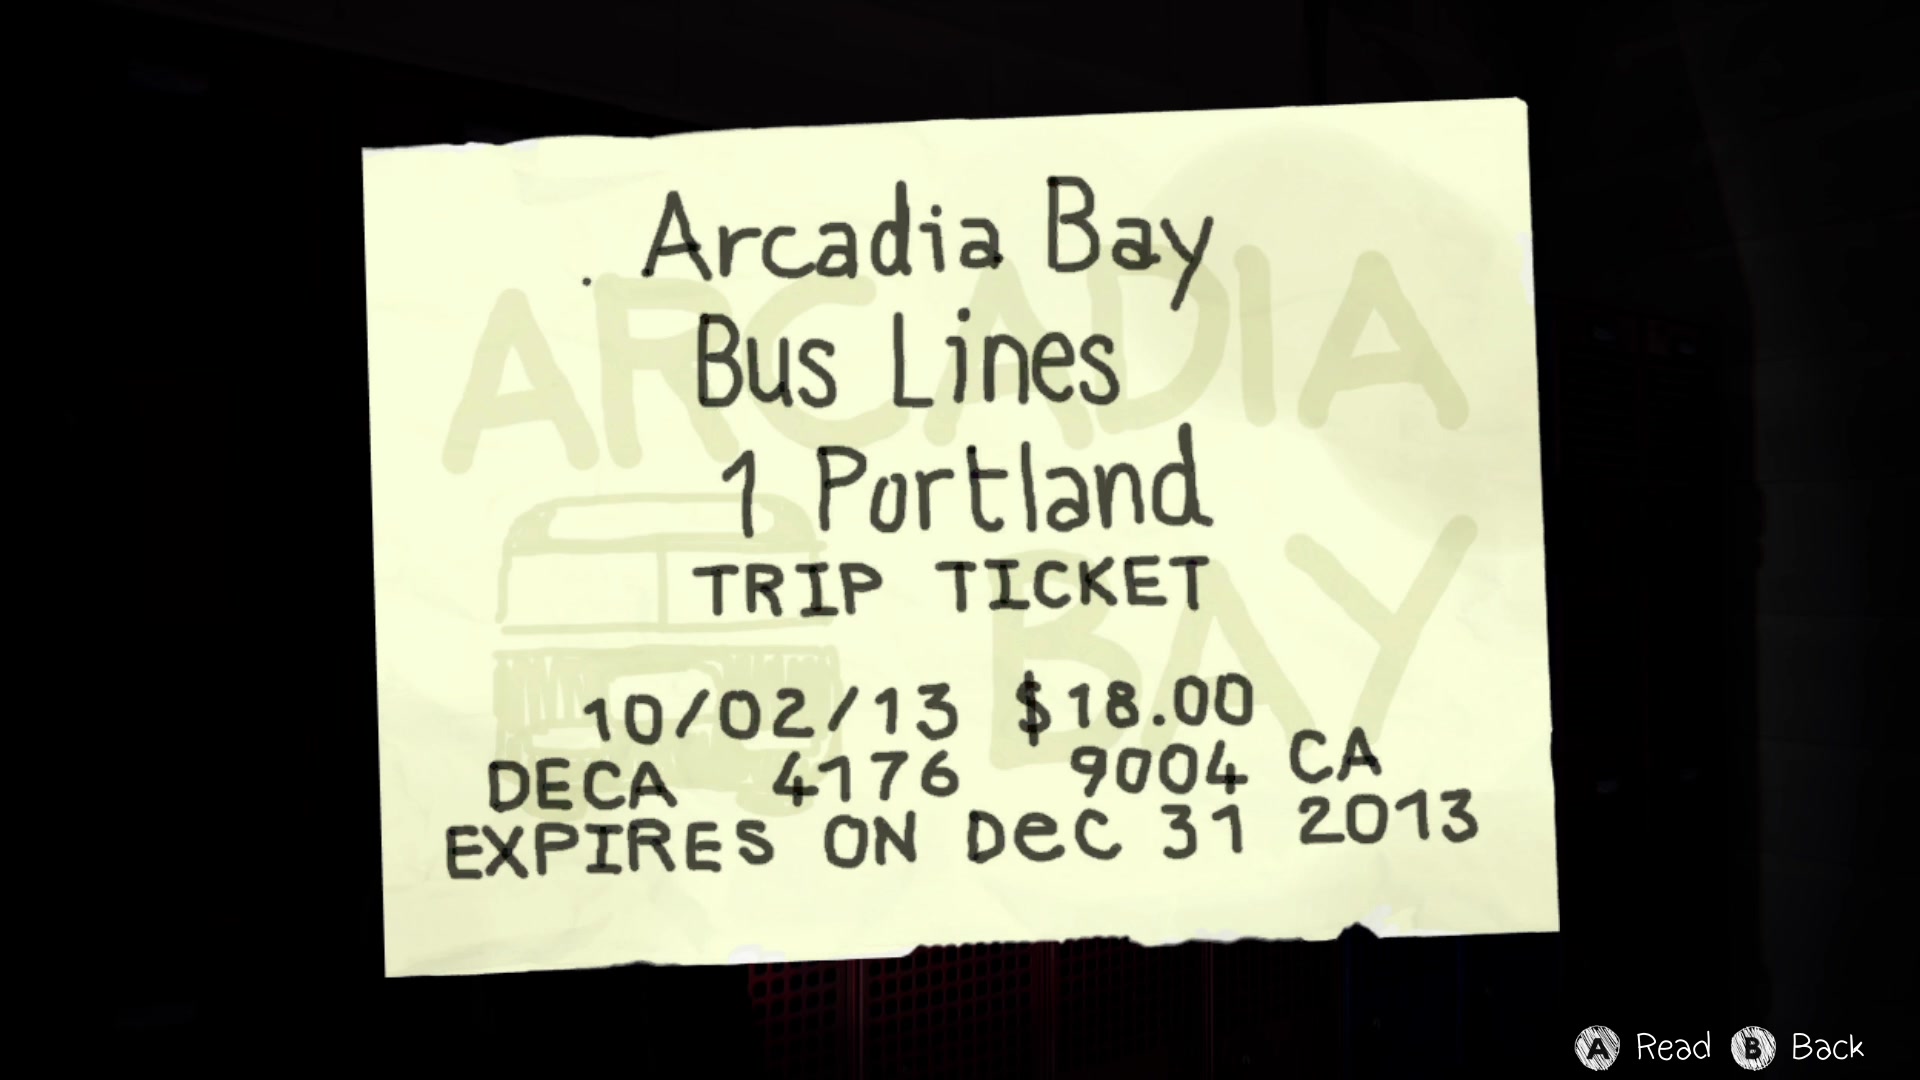 Arcadia Bay
Bus Lines
1 Portland
TRIP TICKET
10/02/13 $18.00
DECA 4176 9004 CA
EXPIRES ON Dec 31 2013
ARCADIA
BAY
A Read B Back